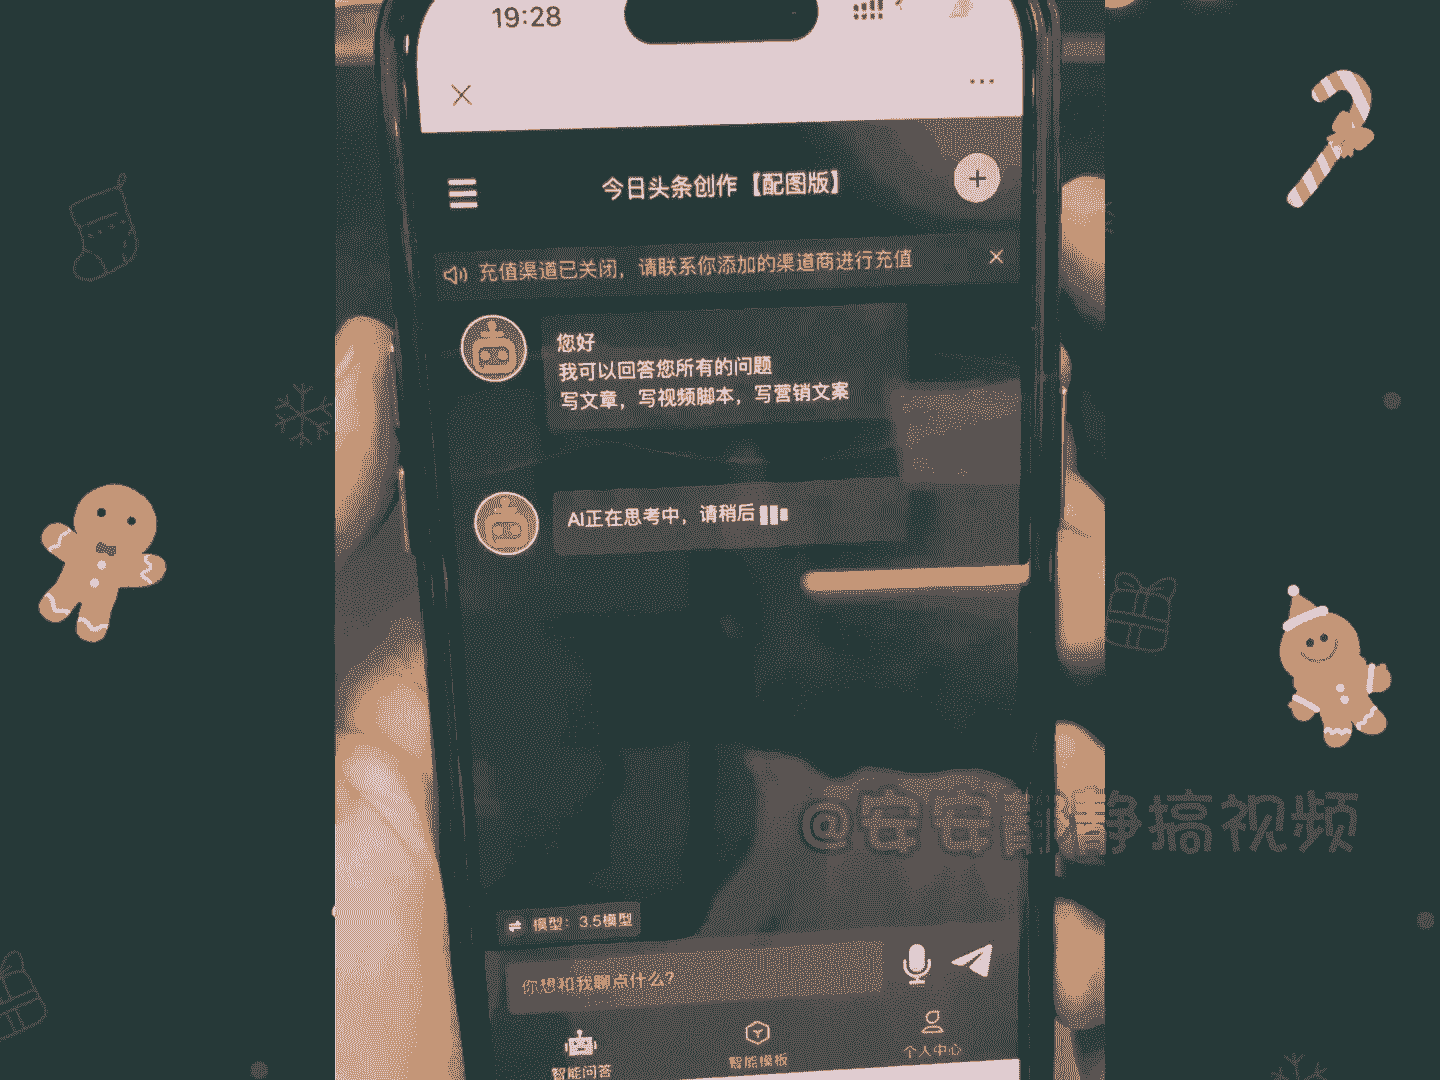 19:28
今日头条创作【配图版】
充值渠道已关闭，请联系你添加的渠道商进行充值
您好
我可以回答您所有的问题
写文章，写视频脚本，写营销文案
Ai正在思考中，请稍后
@安安静静搞视频
模型：3.5模型
你想和我聊点什么？
智能问答
智能模板
个人中心